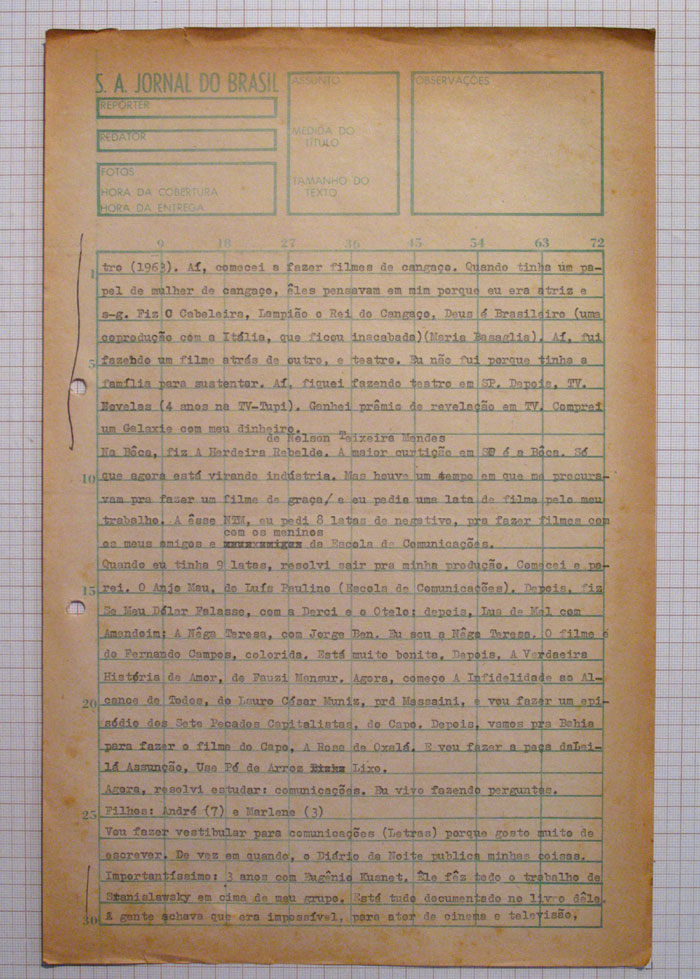 S. A. JORNAL DO BRASIL
REPÓRTER
REDATOR
FOTOS
HORA DA COBERTURA
HORA DA ENTREGA
ASSUNTO
MEDIDA DO
TÍTULO
TAMANHO DO
TEXTO
OBSERVAÇÕES
9 18 27 36 45 54 63 72
1 tro (1963). Aí, comecei a fazer filmes de cangaço. Quando tinha um pa-
pel de mulher de cangaço, êles pensavam em mim porque eu era atriz e
s-g. Fiz O Cabeleira, Lampião o Rei do Cangaço, Deus é Brasileiro (uma
coprodução com a Itália, que ficou inacabada)(Maria Basaglia). Aí, fui
5 fazendo um filme atrás de outro, e teatro. Eu não fui porque tinha a
família para sustentar. Aí, fiquei fazendo teatro em SP. Depois, TV.
Novelas (4 anos na TV-Tupi). Ganhei prêmio de revelação em TV. Comprei
um Galaxie com meu dinheiro.
de Nelson Teixeira Mendes
Na Bôca, fiz A Herdeira Rebelde. A maior curtição em SP é a Bôca. Só
10 que agora está virando indústria. Mas houve um tempo em que me procura-
vam pra fazer um filme de graça/ e eu pedia uma lata de filme pelo meu
trabalho. A êsse NTM, eu pedi 8 latas de negativo, pra fazer filmes com
com os meninos
os meus amigos e da Escola de Comunicações.
Quando eu tinha 9 latas, resolvi sair pra minha produção. Comecei e pa-
15 rei. O Anjo Mau, do Luís Paulino (Escola de Comunicações). Depois, fiz
Se Meu Dólar Falasse, com a Derci e o Otelo; depois, Lua de Mel com
Amendoim; A Nêga Teresa, com Jorge Ben. Eu sou a Nêga Teresa. O filme é
do Fernando Campos, colorida. Está muito bonita. Depois, A Verdaeira
História de Amor, de Fauzi Mansur. Agora, começo A Infidelidade ao Al-
20 cance de Todos, do Lauro César Muniz, prd Massaini, e vou fazer um epi-
sódio dos Sete Pecados Capitalistas, do Capo. Depois, vamos pra Bahia
para fazer o filme do Capo, A Rosa de Oxalá. E vou fazer a peça daLei-
lá Assunção, Use Pó de Arroz Lixo.
Agora, resolvi estudar: comunicações. Eu vivo fazendo perguntas.
25 Filhos: André (7) e Marlene (3)
Vou fazer vestibular para comunicações (Letras) porque gosto muito de
escrever. De vez em quando, o Diário da Noite publica minhas coisas.
Importantíssimo: 3 anos com Eugênio Kusnet. Êle fêz todo o trabalho de
Stanialawsky em cima de meu grupo. Está tudo documentado no livro dêle.
30 A gente achava que era impossível, para ator de cinema e televisão,